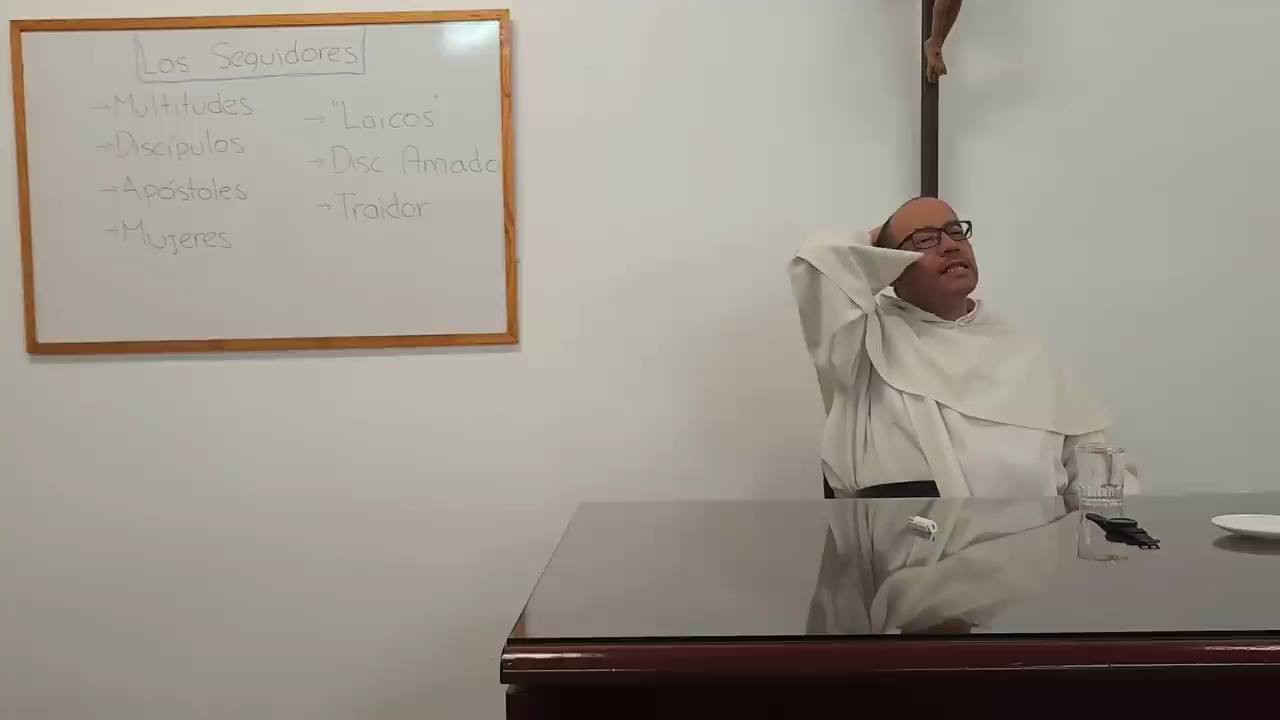 Los Seguidores
→Multitudes
→Discípulos
→Apóstoles
→Mujeres
→"Laicos"
→Disc Amado
→Traidor